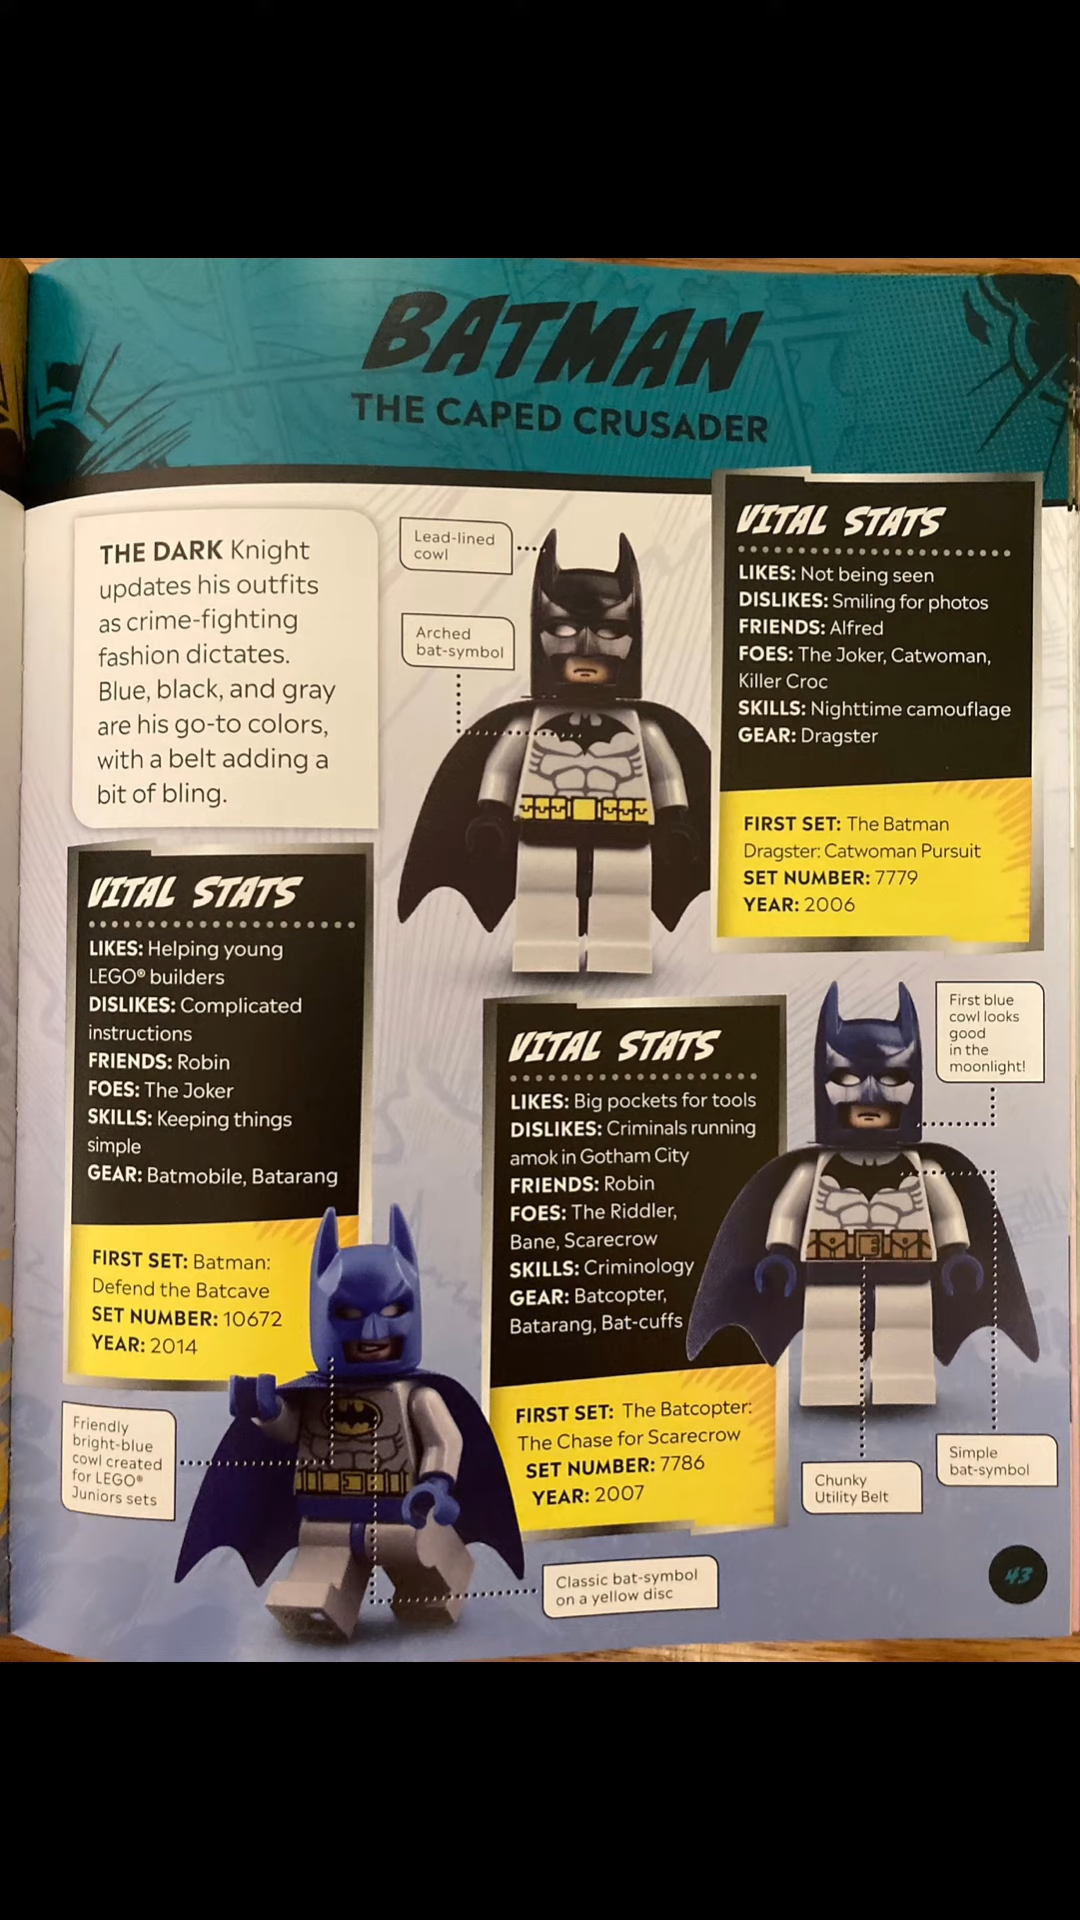 BATMAN
THE CAPED CRUSADER
THE DARK Knight
updates his outfits
as crime-fighting
fashion dictates.
Blue, black, and gray
are his go-to colors,
with a belt adding a
bit of bling.
Lead-lined
cowl
Arched
bat-symbol
VITAL STATS
LIKES: Not being seen
DISLIKES: Smiling for photos
FRIENDS: Alfred
FOES: The Joker, Catwoman,
Killer Croc
SKILLS: Nighttime camouflage
GEAR: Dragster
FIRST SET: The Batman
Dragster: Catwoman Pursuit
SET NUMBER: 7779
YEAR: 2006
VITAL STATS
LIKES: Helping young
LEGO® builders
DISLIKES: Complicated
instructions
FRIENDS: Robin
FOES: The Joker
SKILLS: Keeping things
simple
GEAR: Batmobile, Batarang
FIRST SET: Batman:
Defend the Batcave
SET NUMBER: 10672
YEAR: 2014
Friendly
bright-blue
cowl created
for LEGO®
Juniors sets
VITAL STATS
LIKES: Big pockets for tools
DISLIKES: Criminals running
amok in Gotham City
FRIENDS: Robin
FOES: The Riddler,
Bane, Scarecrow
SKILLS: Criminology
GEAR: Batcopter,
Batarang, Bat-cuffs
FIRST SET: The Batcopter:
The Chase for Scarecrow
SET NUMBER: 7786
YEAR: 2007
First blue
cowl looks
good
in the
moonlight!
Simple
bat-symbol
Chunky
Utility Belt
Classic bat-symbol
on a yellow disc
43